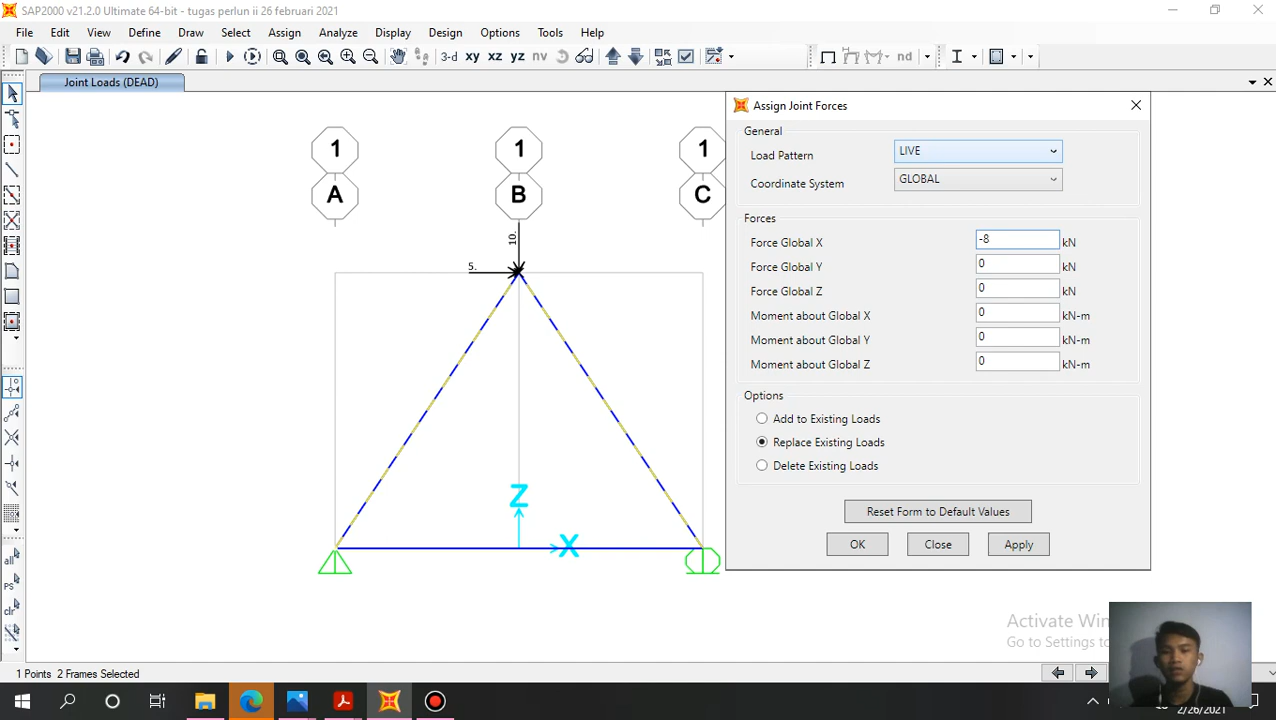 SAP2000 v21.2.0 Ultimate 64-bit - tugas perlun ii 26 februari 2021
File Edit View Define Draw Select Assign Analyze Display Design Options Tools Help
3-d xy xz yz nv nd
Joint Loads (DEAD)
1 1 1
A B C
10.
5.
Z
X
Assign Joint Forces
General
Load Pattern LIVE
Coordinate System GLOBAL
Forces
Force Global X -8 kN
Force Global Y 0 kN
Force Global Z 0 kN
Moment about Global X 0 kN-m
Moment about Global Y 0 kN-m
Moment about Global Z 0 kN-m
Options
Add to Existing Loads
Replace Existing Loads
Delete Existing Loads
Reset Form to Default Values
OK Close Apply
all
PS
clr
Activate Win
Go to Settings to
1 Points 2 Frames Selected
2/26/2021